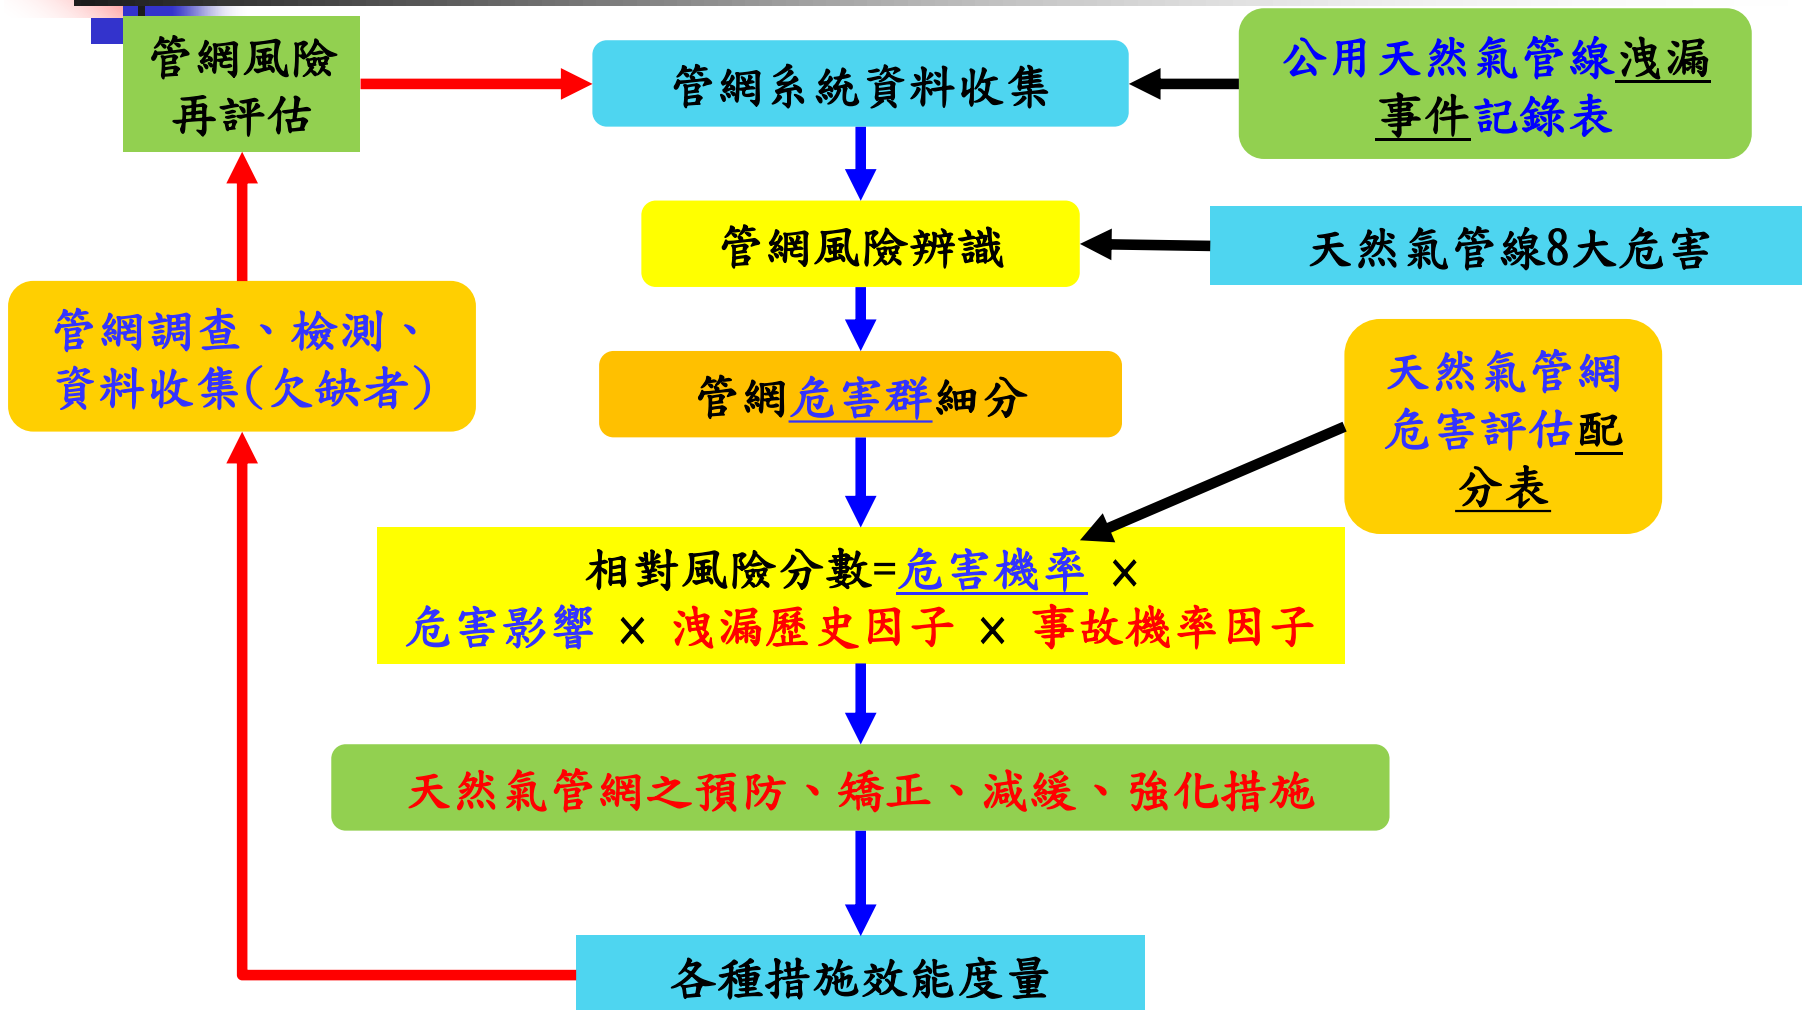 管網風險
再評估
管網系統資料收集
公用天然氣管線洩漏
事件記錄表
管網風險辨識
天然氣管線8大危害
管網調查、檢測、
資料收集(欠缺者)
管網危害群細分
天然氣管網
危害評估配
分表
相對風險分數=危害機率 ×
危害影響 × 洩漏歷史因子 × 事故機率因子
天然氣管網之預防、矯正、減緩、強化措施
各種措施效能度量